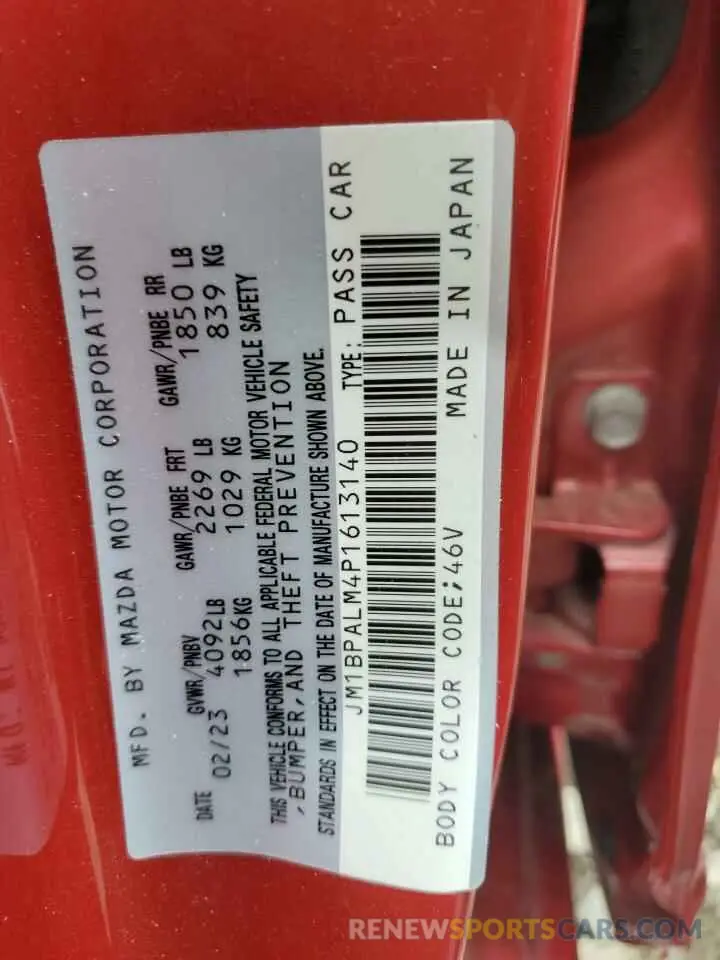 MFD. BY MAZDA MOTOR CORPORATION
DATE GVWR/PNBV GAWR/PNBE FRT GAWR/PNBE RR
02/23 4092LB 2269 LB 1850 LB
1856KG 1029 KG 839 KG
THIS VEHICLE CONFORMS TO ALL APPLICABLE FEDERAL MOTOR VEHICLE SAFETY
,BUMPER,AND THEFT PREVENTION
STANDARDS IN EFFECT ON THE DATE OF MANUFACTURE SHOWN ABOVE.
JM1BPALM4P1613140 TYPE: PASS CAR
BODY COLOR CODE;46V MADE IN JAPAN
RENEWSPORTSCARS.COM